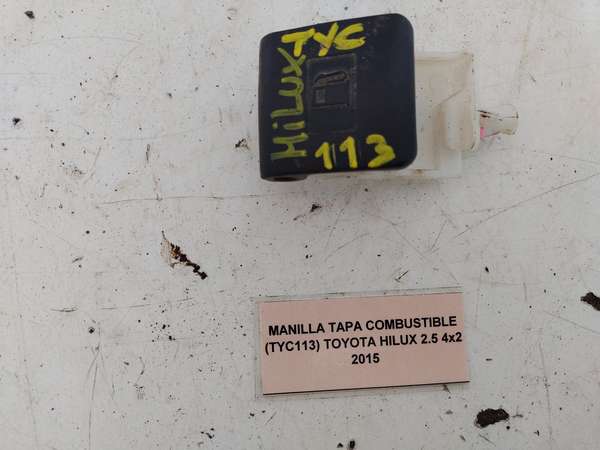 TYC
HiLUX
113
MANILLA TAPA COMBUSTIBLE
(TYC113) TOYOTA HILUX 2.5 4x2
2015